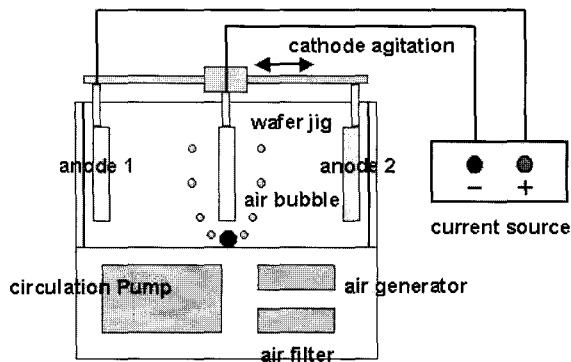 cathode agitation
wafer jig
anode 1
anode 2
air bubble
− +
current source
circulation Pump
air generator
air filter